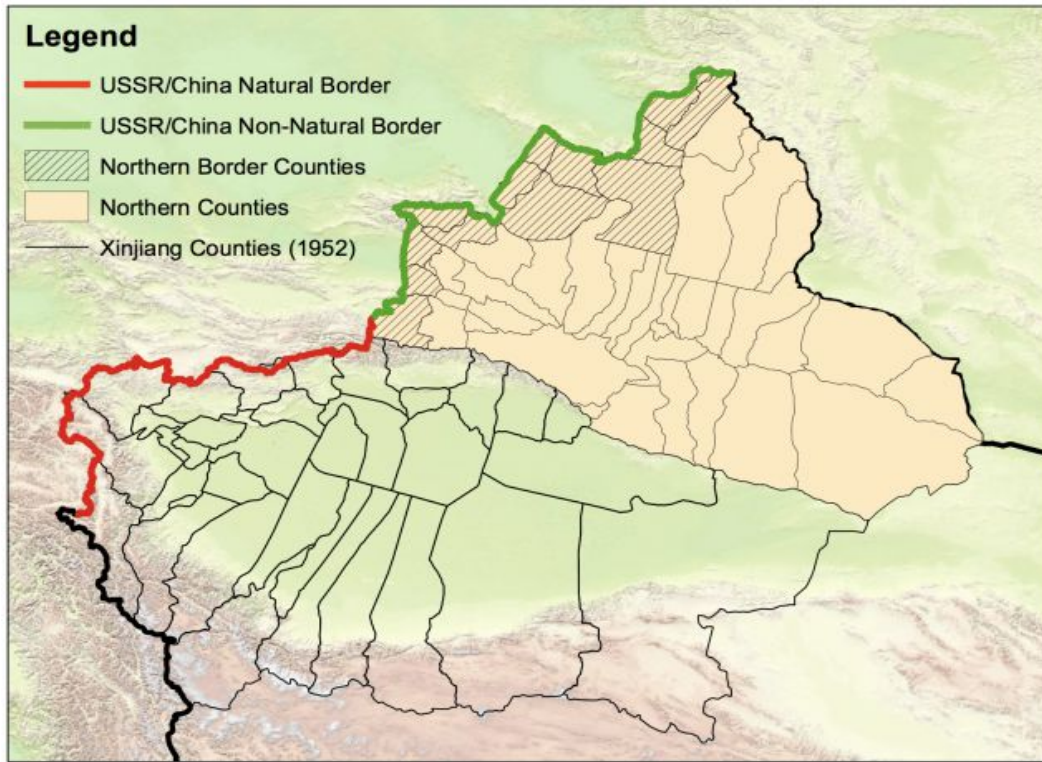 Legend
USSR/China Natural Border
USSR/China Non-Natural Border
Northern Border Counties
Northern Counties
Xinjiang Counties (1952)